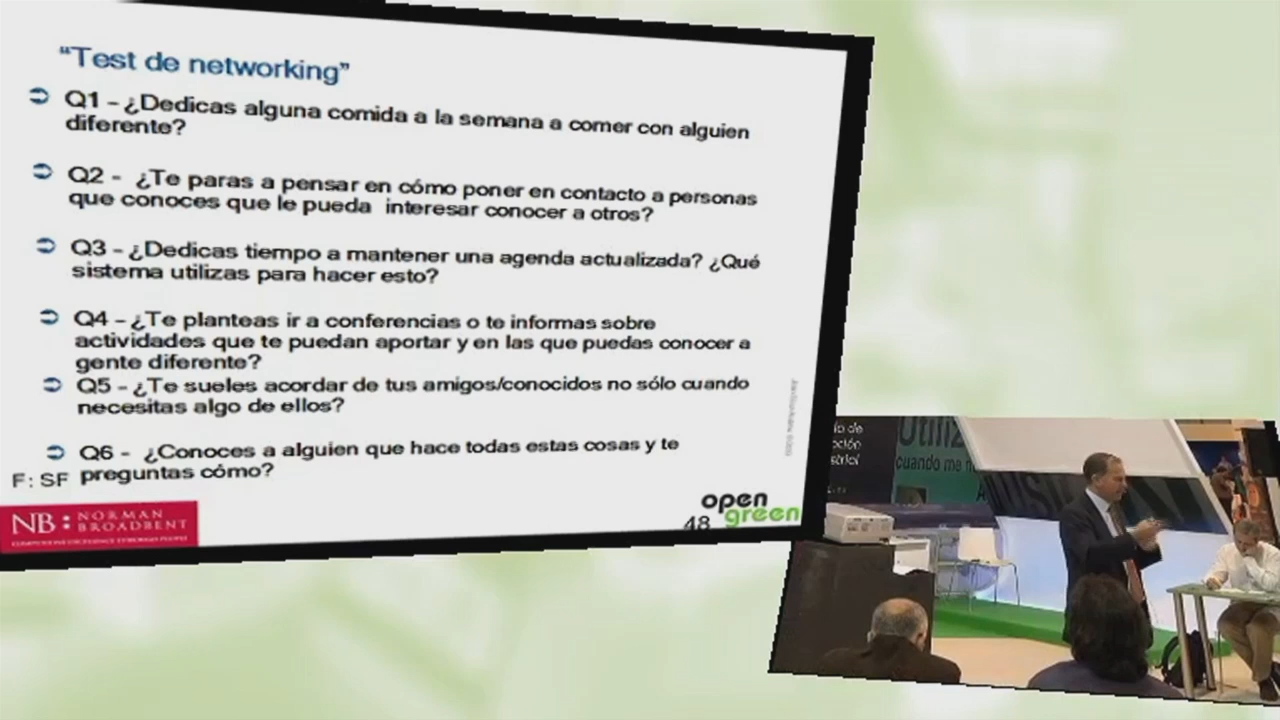 “Test de networking”
Q1 – ¿Dedicas alguna comida a la semana a comer con alguien
diferente?
Q2 - ¿Te paras a pensar en cómo poner en contacto a personas
que conoces que le pueda interesar conocer a otros?
Q3 – ¿Dedicas tiempo a mantener una agenda actualizada? ¿Qué
sistema utilizas para hacer esto?
Q4 – ¿Te planteas ir a conferencias o te informas sobre
actividades que te puedan aportar y en las que puedas conocer a
gente diferente?
Q5 - ¿Te sueles acordar de tus amigos/conocidos no sólo cuando
necesitas algo de ellos?
Q6 - ¿Conoces a alguien que hace todas estas cosas y te
preguntas cómo?
F: SF
NB: NORMAN
BROADBENT
open
green
48
Utiliz
cuando me